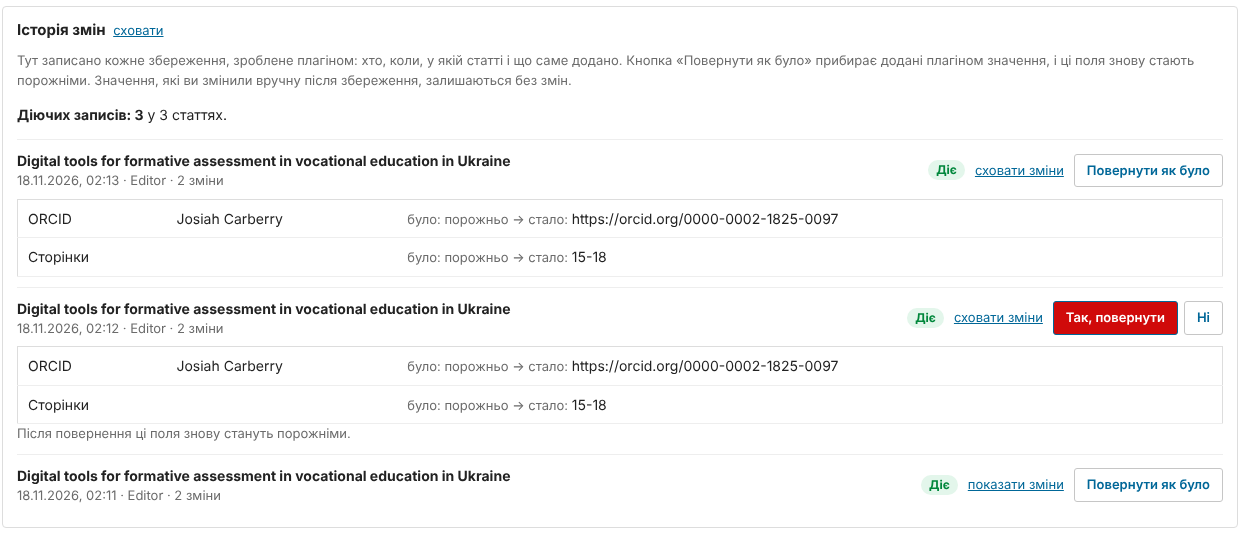 Історія змін сховати
Тут записано кожне збереження, зроблене плагіном: хто, коли, у якій статті і що саме додано. Кнопка «Повернути як було» прибирає додані плагіном значення, і ці поля знову стають
порожніми. Значення, які ви змінили вручну після збереження, залишаються без змін.
Діючих записів: 3 у 3 статтях.
Digital tools for formative assessment in vocational education in Ukraine
18.11.2026, 02:13 · Editor · 2 зміни
Діє сховати зміни Повернути як було
ORCID Josiah Carberry було: порожньо → стало: https://orcid.org/0000-0002-1825-0097
Сторінки було: порожньо → стало: 15-18
Digital tools for formative assessment in vocational education in Ukraine
18.11.2026, 02:12 · Editor · 2 зміни
Діє сховати зміни Так, повернути Ні
ORCID Josiah Carberry було: порожньо → стало: https://orcid.org/0000-0002-1825-0097
Сторінки було: порожньо → стало: 15-18
Після повернення ці поля знову стануть порожніми.
Digital tools for formative assessment in vocational education in Ukraine
18.11.2026, 02:11 · Editor · 2 зміни
Діє показати зміни Повернути як було